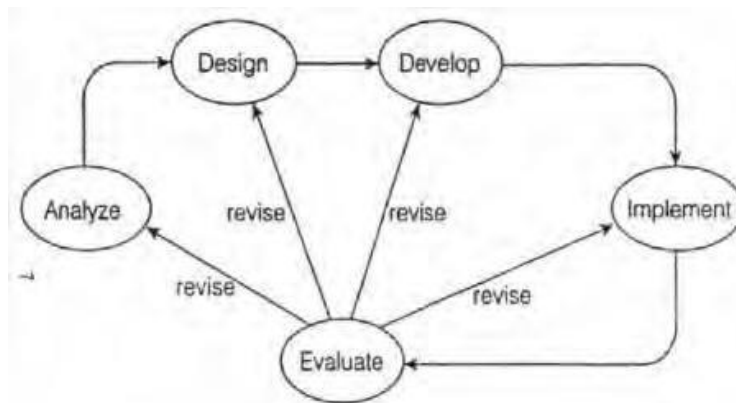 Design
Develop
Analyze
Implement
revise
revise
revise
revise
Evaluate